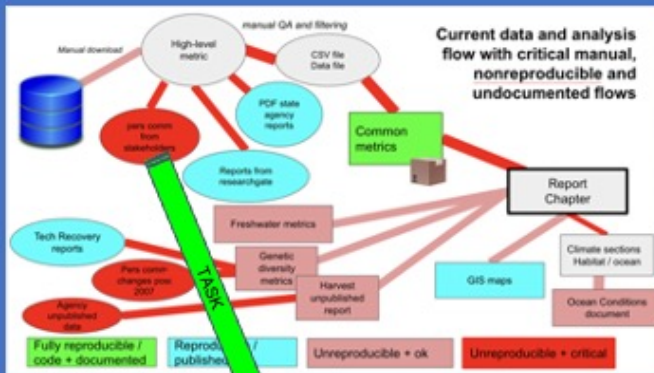 manual QA and filtering
Current data and analysis
flow with critical manual,
nonreproducible and
undocumented flows
Manual download
High-level
metric
CSV file
Data file
PDF state
agency
reports
pers comm
from
stakeholders
Common
metrics
Reports from
researchgate
Report
Chapter
Freshwater metrics
Tech Recovery
reports
Genetic
diversity
metrics
Climate sections
Habitat / ocean
Pers comm
changes post
2007
TASK
Harvest
unpublished
report
GIS maps
Agency
unpublished
Ocean Conditions
document
Fully reproducible /
code + documented
/
published
Unreproducible + ok
Unreproducible + critical